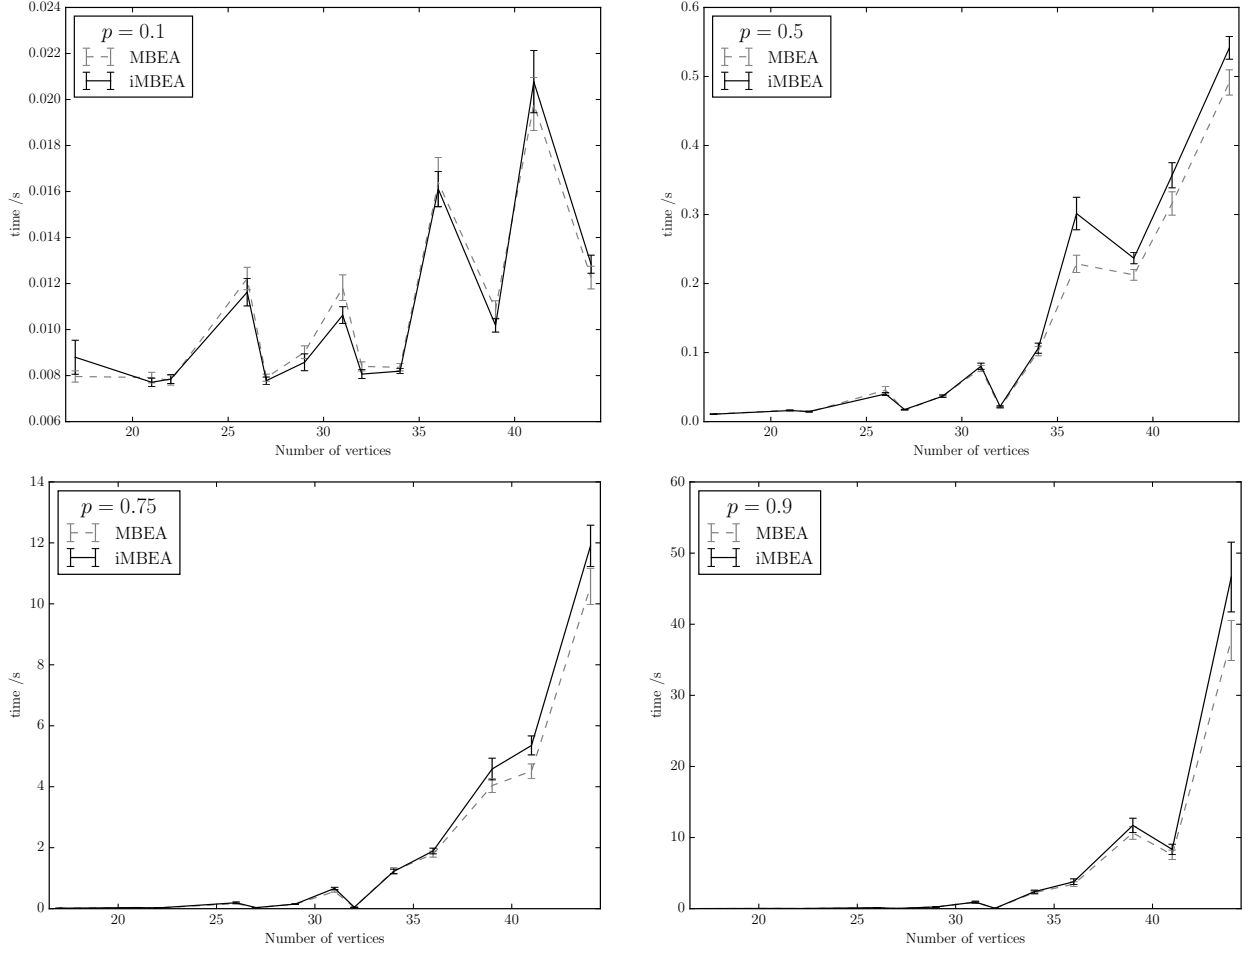 p = 0.1
MBEA
iMBEA
0.024
0.022
0.020
0.018
0.016
0.014
0.012
0.010
0.008
0.006
time /s
20 25 30 35 40
Number of vertices
p = 0.5
MBEA
iMBEA
0.6
0.5
0.4
0.3
0.2
0.1
0.0
time /s
20 25 30 35 40
Number of vertices
p = 0.75
MBEA
iMBEA
14
12
10
8
6
4
2
0
time /s
20 25 30 35 40
Number of vertices
p = 0.9
MBEA
iMBEA
60
50
40
30
20
10
0
time /s
20 25 30 35 40
Number of vertices